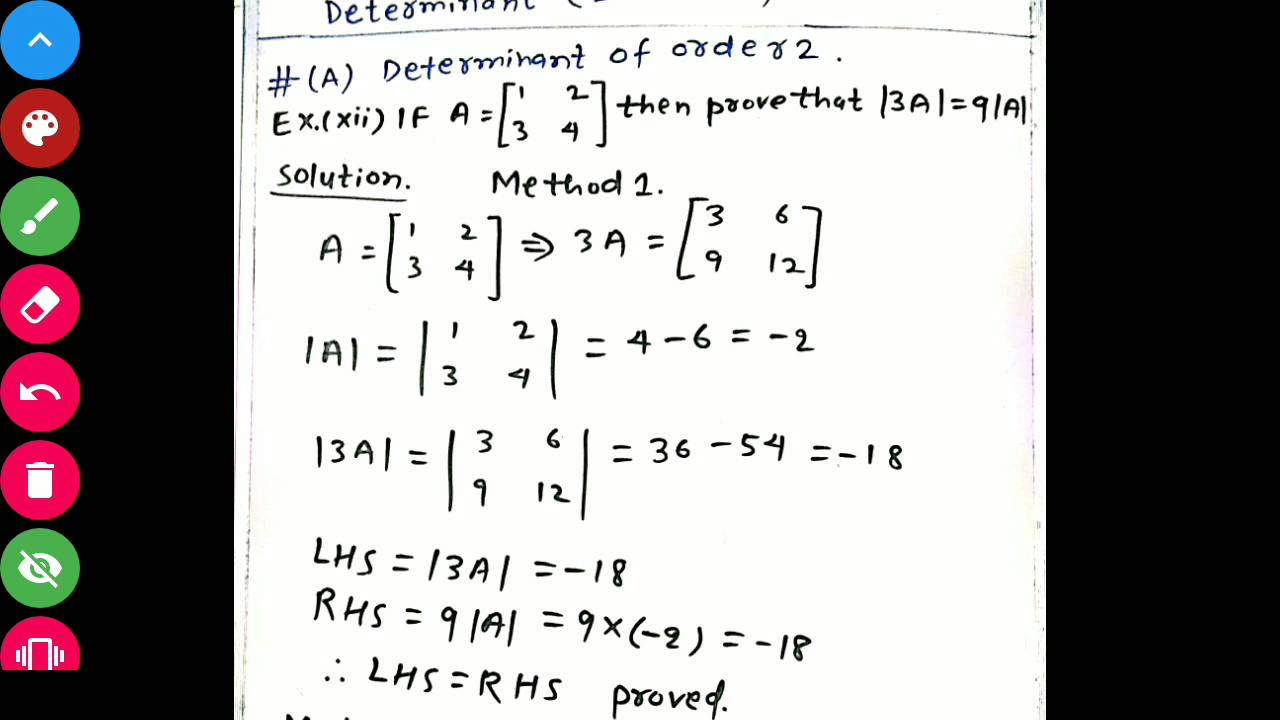 Determinant (
# (A) Determinant of order 2.
Ex.(xii) IF A = [1 2 3 4] then prove that |3A| = 9|A|
Solution. Method 1.
A = [1 2 3 4] ⇒ 3A = [3 6 9 12]
|A| = |1 2 3 4| = 4 - 6 = -2
|3A| = |3 6 9 12| = 36 - 54 = -18
LHS = |3A| = -18
RHS = 9|A| = 9×(-2) = -18
∴ LHS = RHS proved.